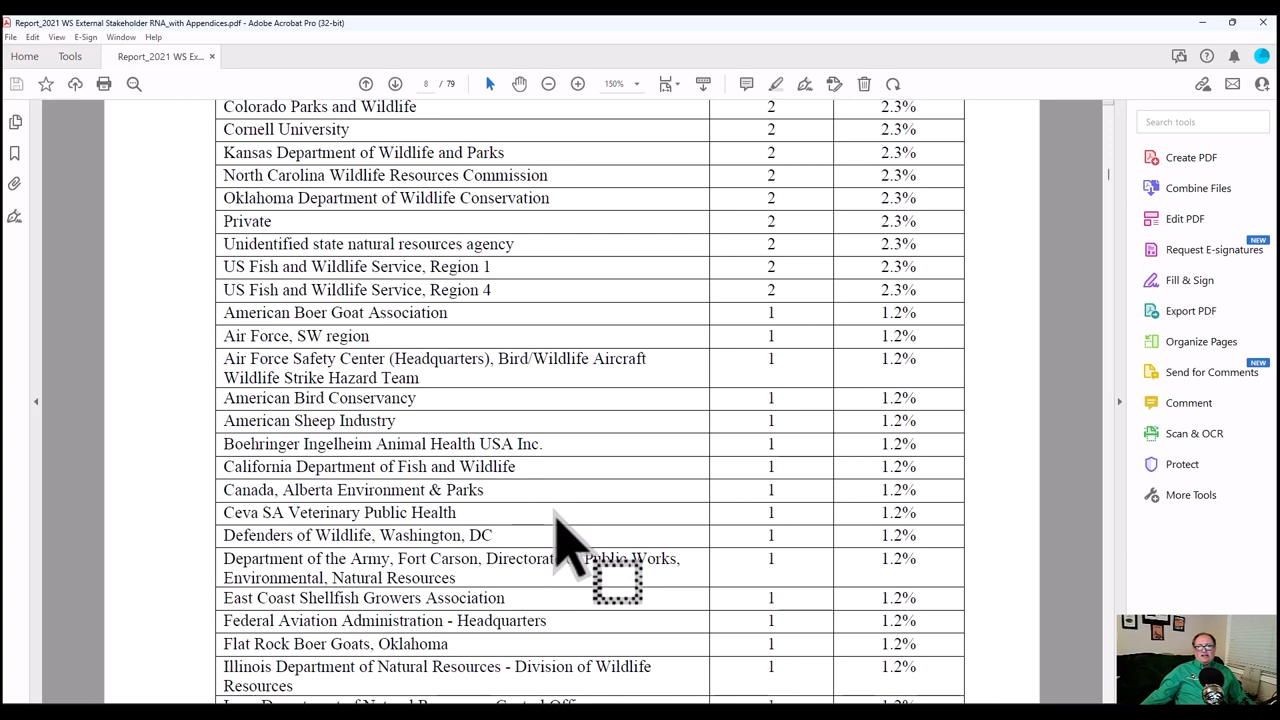 Report_2021 WS External Stakeholder RNA_with Appendices.pdf - Adobe Acrobat Pro (32-bit)
File Edit View E-Sign Window Help
Home Tools Report_2021 WS Ex... ×
8 / 79 150%
Colorado Parks and Wildlife 2 2.3%
Cornell University 2 2.3%
Kansas Department of Wildlife and Parks 2 2.3%
North Carolina Wildlife Resources Commission 2 2.3%
Oklahoma Department of Wildlife Conservation 2 2.3%
Private 2 2.3%
Unidentified state natural resources agency 2 2.3%
US Fish and Wildlife Service, Region 1 2 2.3%
US Fish and Wildlife Service, Region 4 2 2.3%
American Boer Goat Association 1 1.2%
Air Force, SW region 1 1.2%
Air Force Safety Center (Headquarters), Bird/Wildlife Aircraft 1 1.2%
Wildlife Strike Hazard Team
American Bird Conservancy 1 1.2%
American Sheep Industry 1 1.2%
Boehringer Ingelheim Animal Health USA Inc. 1 1.2%
California Department of Fish and Wildlife 1 1.2%
Canada, Alberta Environment & Parks 1 1.2%
Ceva SA Veterinary Public Health 1 1.2%
Defenders of Wildlife, Washington, DC 1 1.2%
Department of the Army, Fort Carson, Public Works, 1 1.2%
Environmental, Natural Resources
East Coast Shellfish Growers Association 1 1.2%
Federal Aviation Administration - Headquarters 1 1.2%
Flat Rock Boer Goats, Oklahoma 1 1.2%
Illinois Department of Natural Resources - Division of Wildlife 1 1.2%
Resources
Search tools
Create PDF
Combine Files
Edit PDF
NEW
Request E-signatures
Fill & Sign
Export PDF
Organize Pages
NEW
Send for Comments
Comment
Scan & OCR
Protect
More Tools